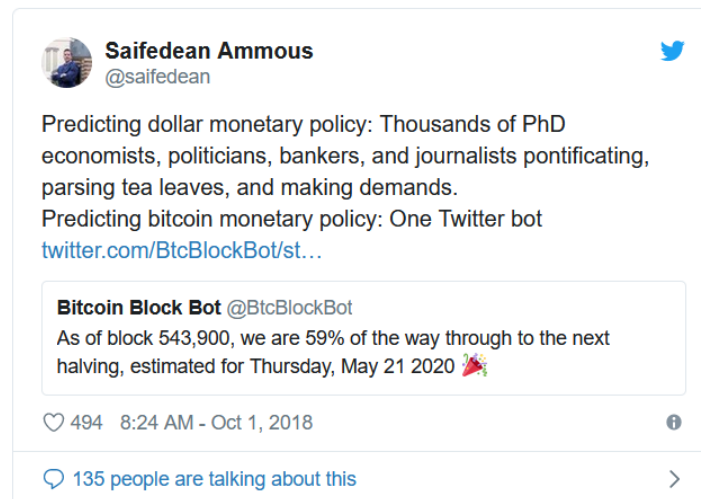 Saifedean Ammous
@saifedean
Predicting dollar monetary policy: Thousands of PhD
economists, politicians, bankers, and journalists pontificating,
parsing tea leaves, and making demands.
Predicting bitcoin monetary policy: One Twitter bot
twitter.com/BtcBlockBot/st…
Bitcoin Block Bot @BtcBlockBot
As of block 543,900, we are 59% of the way through to the next
halving, estimated for Thursday, May 21 2020 🎉
494 8:24 AM - Oct 1, 2018
135 people are talking about this